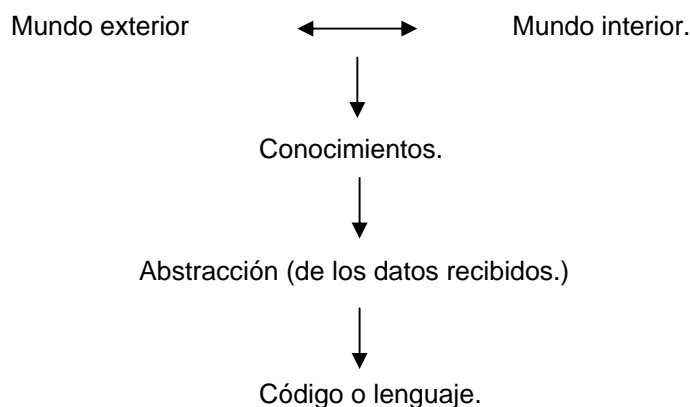 Mundo exterior Mundo interior.
Conocimientos.
Abstracción (de los datos recibidos.)
Código o lenguaje.